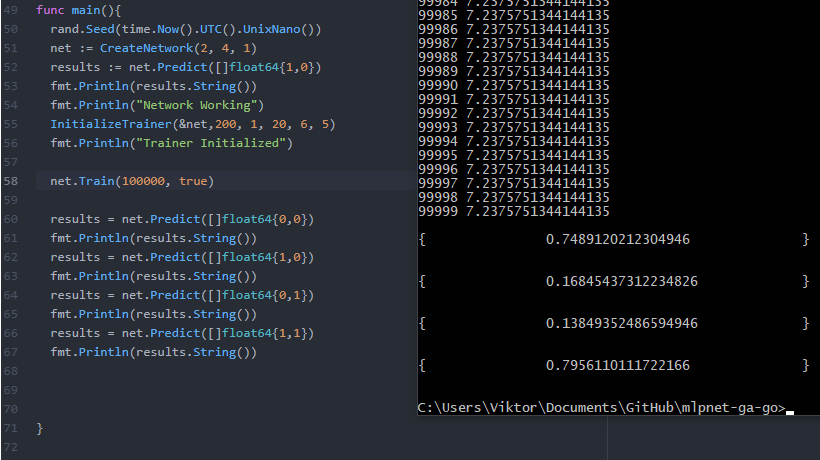 49 func main(){
50 rand.Seed(time.Now().UTC().UnixNano())
51 net := CreateNetwork(2, 4, 1)
52 results := net.Predict([]float64{1,0})
53 fmt.Println(results.String())
54 fmt.Println("Network Working")
55 InitializeTrainer(&net,200, 1, 20, 6, 5)
56 fmt.Println("Trainer Initialized")
57
58 net.Train(100000, true)
59
60 results = net.Predict([]float64{0,0})
61 fmt.Println(results.String())
62 results = net.Predict([]float64{1,0})
63 fmt.Println(results.String())
64 results = net.Predict([]float64{0,1})
65 fmt.Println(results.String())
66 results = net.Predict([]float64{1,1})
67 fmt.Println(results.String())
68
69
70
71 }
72
99984 7.2375751344144135
99985 7.2375751344144135
99986 7.2375751344144135
99987 7.2375751344144135
99988 7.2375751344144135
99989 7.2375751344144135
99990 7.2375751344144135
99991 7.2375751344144135
99992 7.2375751344144135
99993 7.2375751344144135
99994 7.2375751344144135
99995 7.2375751344144135
99996 7.2375751344144135
99997 7.2375751344144135
99998 7.2375751344144135
99999 7.2375751344144135
{ 0.7489120212304946 }
{ 0.16845437312234826 }
{ 0.13849352486594946 }
{ 0.7956110111722166 }
C:\Users\Viktor\Documents\GitHub\mlpnet-ga-go>